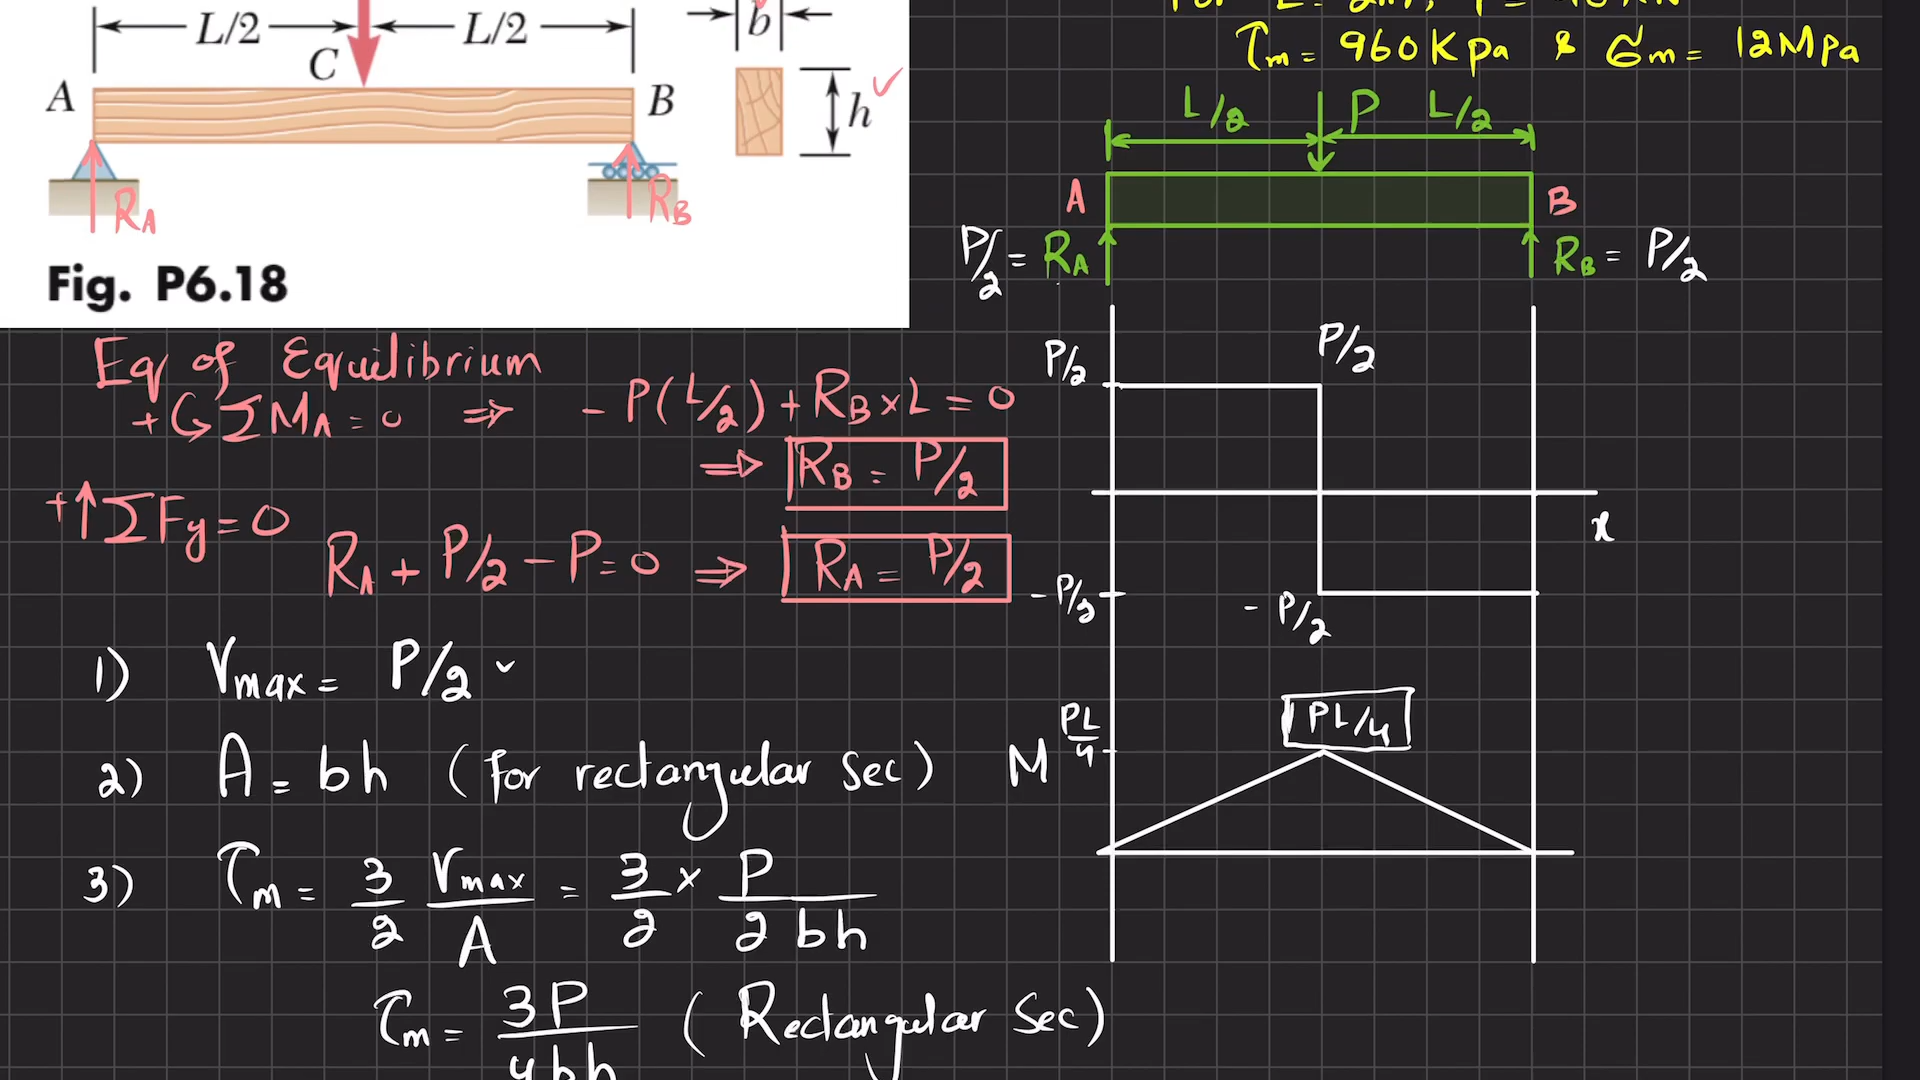 L/2
L/2
b
C
A
B
h
RA
RB
Fig. P6.18
τm = 960Kpa & σm = 12MPa
L/2
P
L/2
A
B
P/2 = RA
RB = P/2
Eq of Equilibrium
+ ↺ ΣMA = 0 ⇒ - P(L/2) + RB×L = 0
⇒ RB = P/2
+↑ΣFy = 0
RA + P/2 - P = 0 ⇒ RA = P/2
1) Vmax = P/2
2) A = bh (for rectangular Sec)
3) τm = 3/2 Vmax/A = 3/2 × P/2bh
τm = 3P/4bh (Rectangular Sec)
P/2
P/2
x
-P/2
-P/2
M
PL/4
PL/4